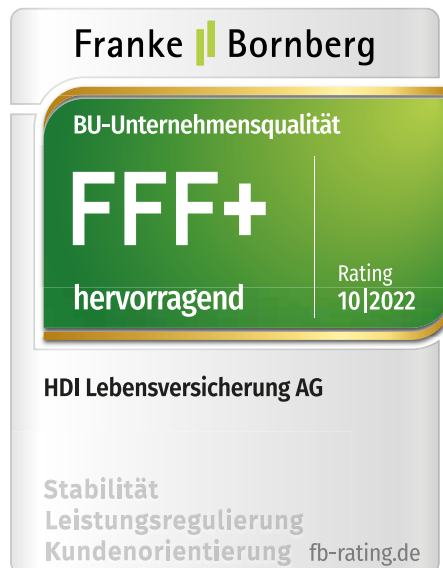 Franke Bornberg
BU-Unternehmensqualität
FFF+
hervorragend
Rating
10|2022
HDI Lebensversicherung AG
Stabilität
Leistungsregulierung
Kundenorientierung fb-rating.de